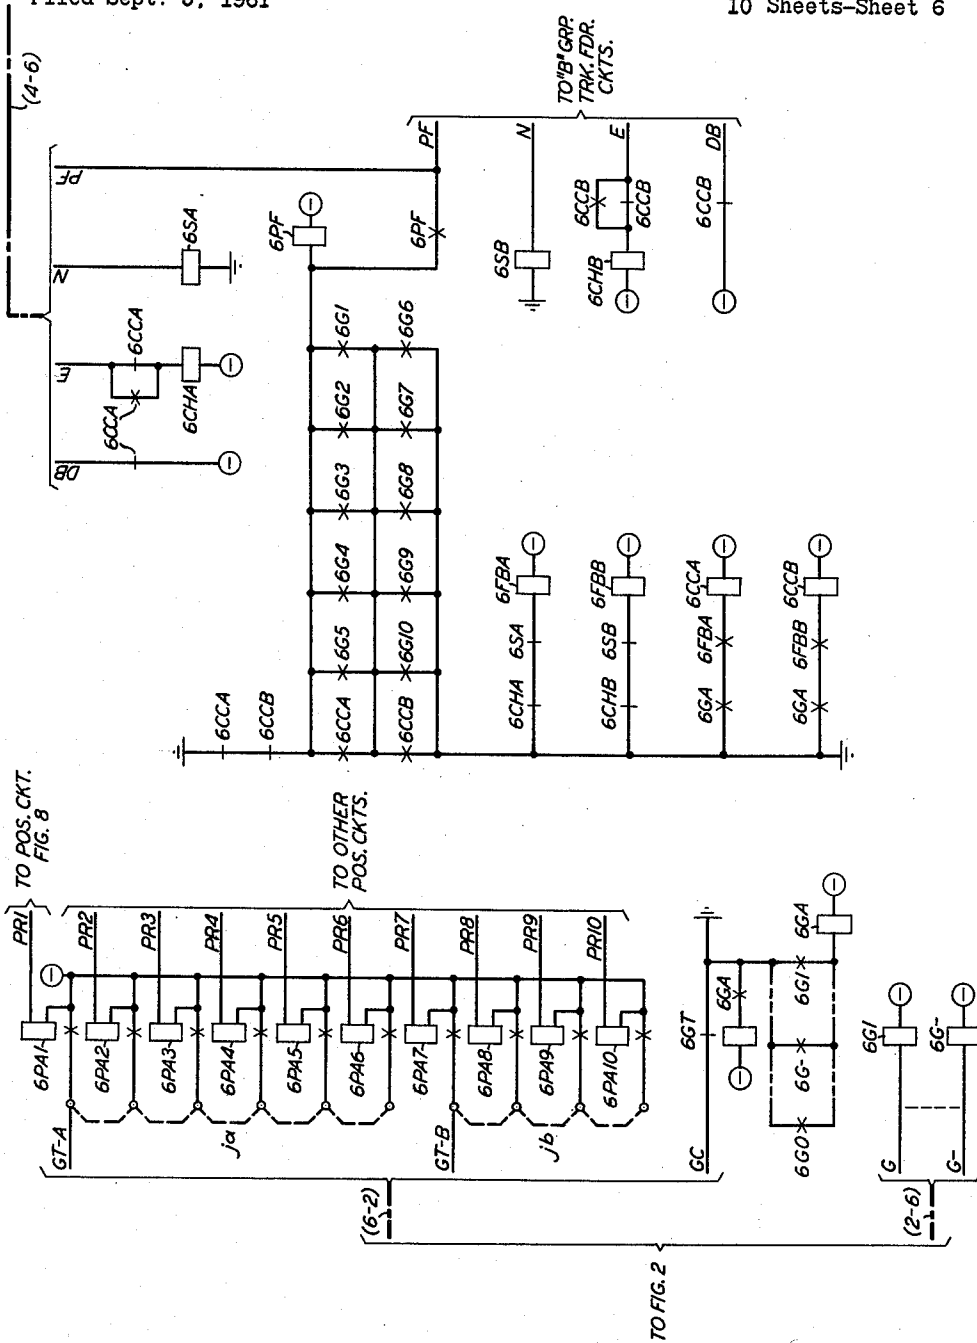 Filed Sept.
1961
10 Sheets-Sheet 6
(4-6)
DB
E
N
PF
6CCA
6CCA
6CHA
6SA
6PF
6PF
TO "B" GRP.
TRK. FDR.
CKTS.
PF
N
E
DB
6SB
6CHB
6CCB
6CCB
6CCB
6CCA
6CCB
6CCA
6G5
6G4
6G3
6G2
6G1
6CCB
6G10
6G9
6G8
6G7
6G6
6CHA
6SA
6FBA
6CHB
6SB
6FBB
6GA
6FBA
6CCA
6GA
6FBB
6CCB
TO POS. CKT.
FIG. 8
TO OTHER
POS. CKTS.
PR1
PR2
PR3
PR4
PR5
PR6
PR7
PR8
PR9
PR10
6PA1
6PA2
6PA3
6PA4
6PA5
6PA6
6PA7
6PA8
6PA9
6PA10
GT-A
ja
GT-B
jb
GC
6GT
6GA
6GA
6G1
6G-
6G0
G
6G1
G-
6G-
(6-2)
(2-6)
TO FIG. 2